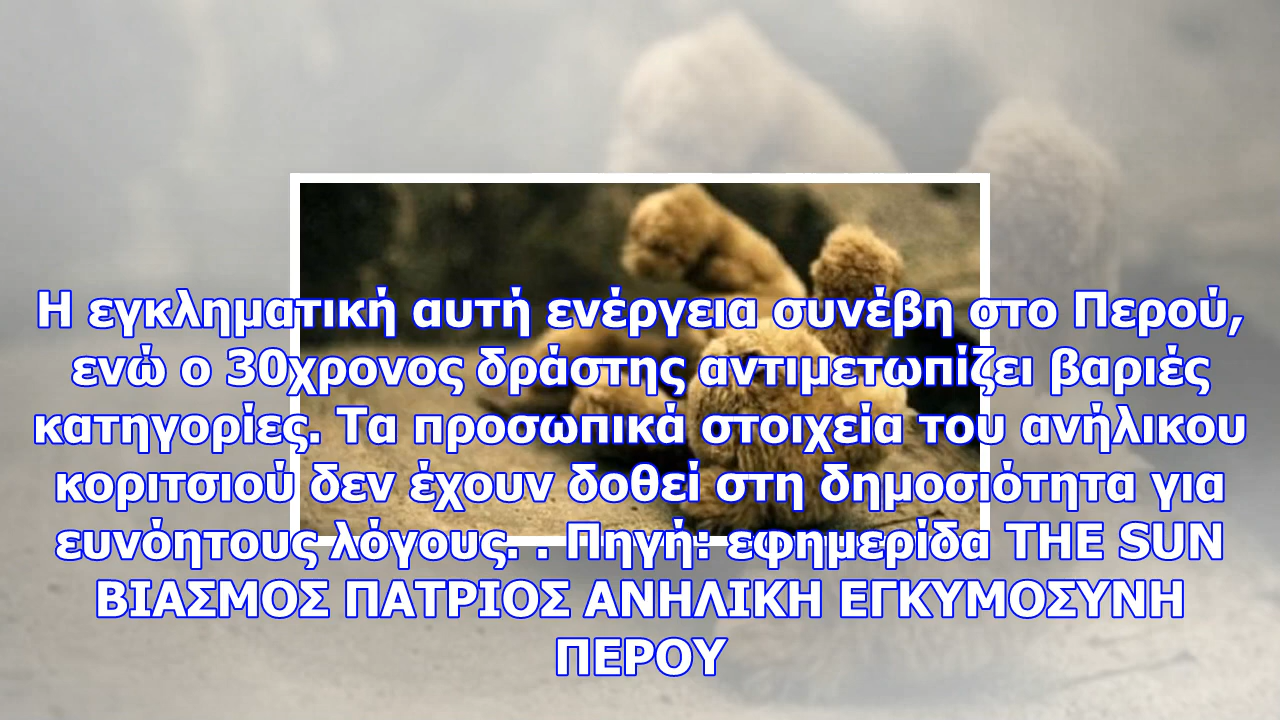 Η εγκληματική αυτή ενέργεια συνέβη στο Περού,
ενώ ο 30χρονος δράστης αντιμετωπίζει βαριές
κατηγορίες. Τα προσωπικά στοιχεία του ανήλικου
κοριτσιού δεν έχουν δοθεί στη δημοσιότητα για
ευνόητους λόγους. . Πηγή: εφημερίδα THE SUN
ΒΙΑΣΜΟΣ ΠΑΤΡΙΟΣ ΑΝΗΛΙΚΗ ΕΓΚΥΜΟΣΥΝΗ
ΠΕΡΟΥ